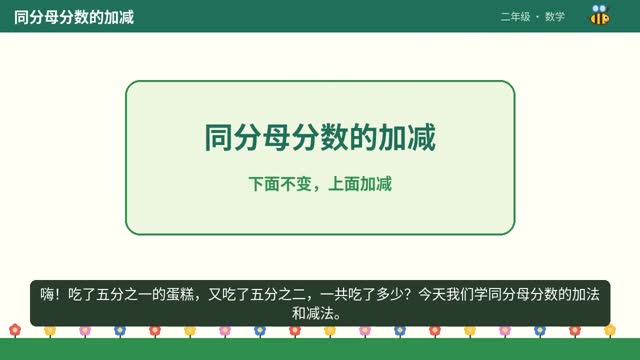 同分母分数的加减
二年级 · 数学
同分母分数的加减
下面不变，上面加减
嗨！吃了五分之一的蛋糕，又吃了五分之二，一共吃了多少？今天我们学同分母分数的加法
和减法。